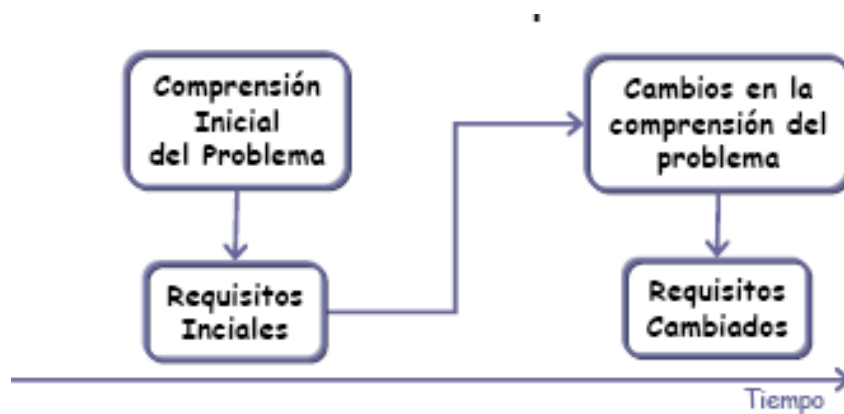 Comprensión
Inicial
del Problema
Requisitos
Inciales
Cambios en la
comprensión del
problema
Requisitos
Cambiados
Tiempo